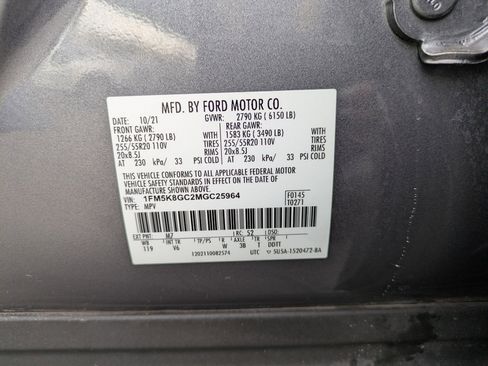 MFD. BY FORD MOTOR CO.
DATE: 10/21 GVWR: 2790 KG ( 6150 LB)
FRONT GAWR: REAR GAWR:
1266 KG ( 2790 LB) WITH 1583 KG ( 3490 LB) WITH
255/55R20 110V TIRES 255/55R20 110V TIRES
20x8.5J RIMS 20x8.5J RIMS
AT 230 kPa/ 33 PSI COLD AT 230 kPa/ 33 PSI COLD
THIS VEHICLE CONFORMS TO ALL APPLICABLE FEDERAL MOTOR
VEHICLE SAFETY STANDARDS IN EFFECT ON THE DATE OF
MANUFACTURE SHOWN ABOVE.
VIN: 1FM5K8GC2MGC25964 F0145
TYPE: MPV T0271
EXT PNT: M7 RC: 52 DSO:
WB INT TR TP/PS R AXLE TR SPR
119 V6 W 3B T DDTT
1202110082574 UTC 5U5A-1520472-BA